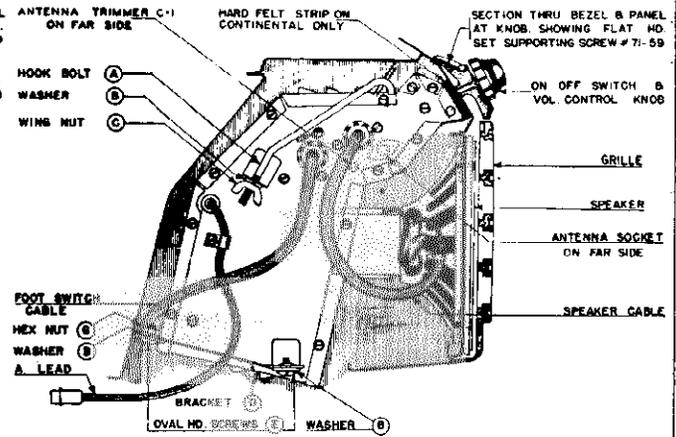 ANTENNA TRIMMER C-1
ON FAR SIDE
HARD FELT STRIP ON
CONTINENTAL ONLY
SECTION THRU BEZEL & PANEL
AT KNOB, SHOWING FLAT HD.
SET SUPPORTING SCREW # 71-59
HOOK BOLT A
WASHER B
WING NUT C
ON OFF SWITCH &
VOL. CONTROL KNOB
GRILLE
SPEAKER
ANTENNA SOCKET
ON FAR SIDE
SPEAKER CABLE
FOOT SWITCH
CABLE
HEX NUT G
WASHER B
A LEAD
BRACKET D
OVAL HD. SCREWS E WASHER B